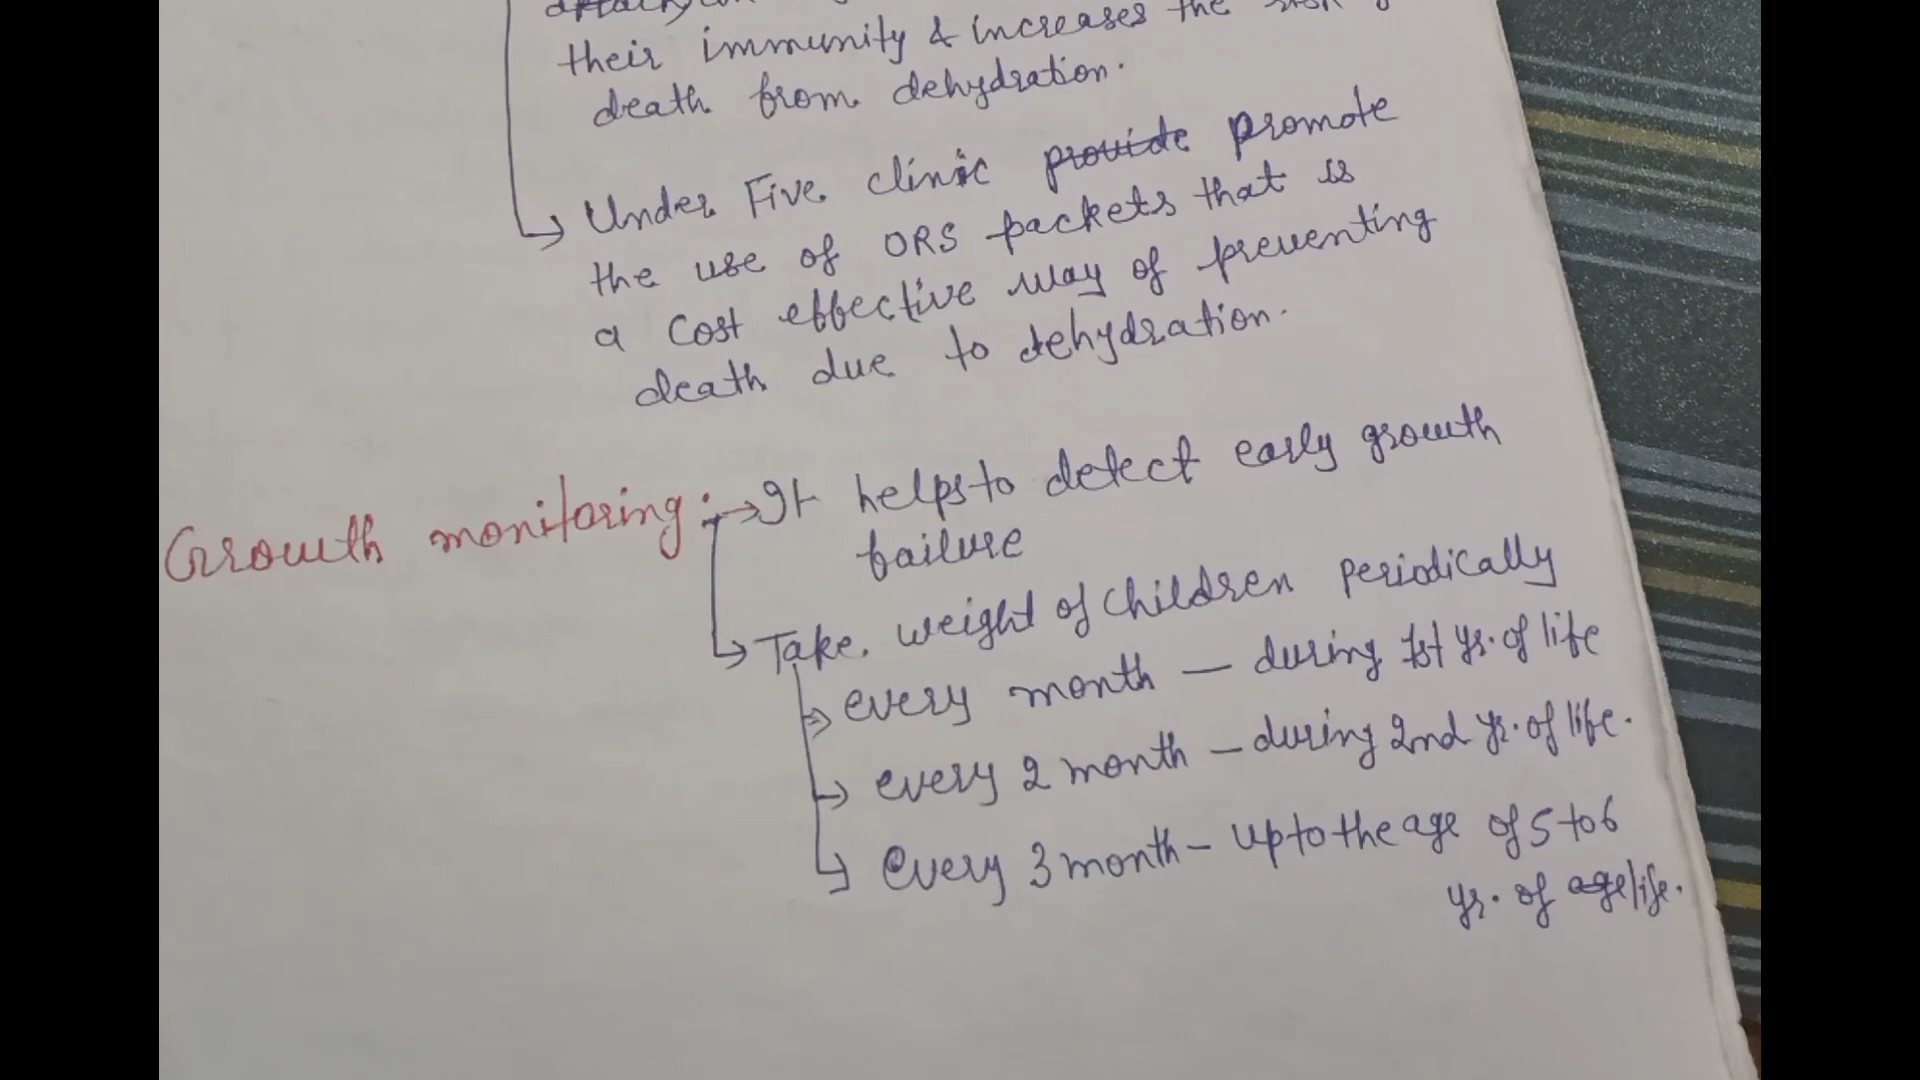 their immunity & increases the risk
death from dehydration.
Under Five clinic provide promote
the use of ORS packets that is
a cost effective way of preventing
death due to dehydration.
Growth monitoring :→ It helps to detect early growth
failure
Take weight of children periodically
every month — during 1st yr. of life
every 2 month — during 2nd yr. of life.
every 3 month — up to the age of 5 to 6
yr. of age life.